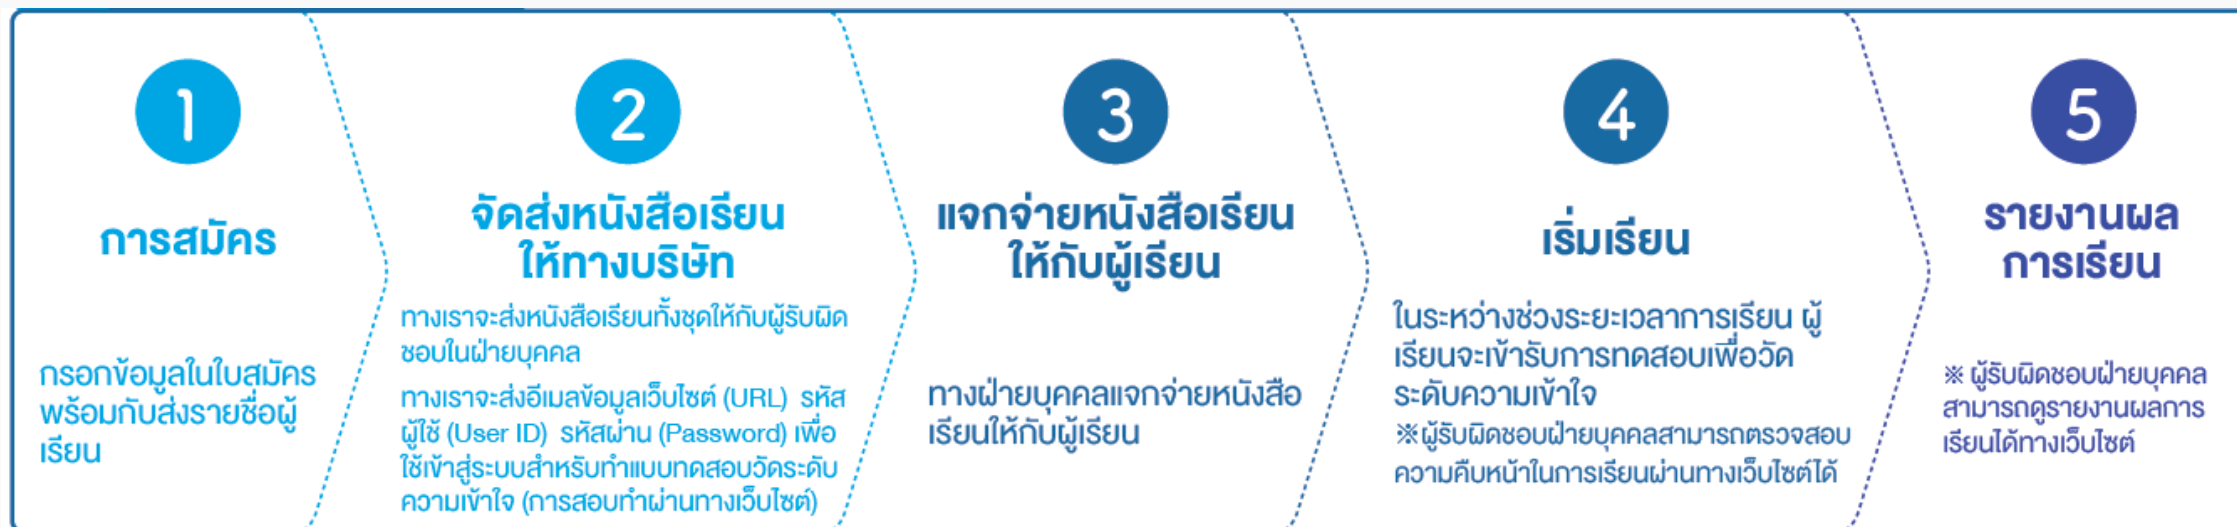 1
การสมัคร
กรอกข้อมูลในใบสมัคร
พร้อมกับส่งรายชื่อผู้
เรียน
2
จัดส่งหนังสือเรียน
ให้ทางบริษัท
ทางเราจะส่งหนังสือเรียนทั้งชุดให้กับผู้รับผิด
ชอบในฝ่ายบุคคล
ทางเราจะส่งอีเมลข้อมูลเว็บไซต์ (URL) รหัส
ผู้ใช้ (User ID) รหัสผ่าน (Password) เพื่อ
ใช้เข้าสู่ระบบสำหรับทำแบบทดสอบวัดระดับ
ความเข้าใจ (การสอบทำผ่านทางเว็บไซต์)
3
แจกจ่ายหนังสือเรียน
ให้กับผู้เรียน
ทางฝ่ายบุคคลแจกจ่ายหนังสือ
เรียนให้กับผู้เรียน
4
เริ่มเรียน
ในระหว่างช่วงระยะเวลาการเรียน ผู้
เรียนจะเข้ารับการทดสอบเพื่อวัด
ระดับความเข้าใจ
※ผู้รับผิดชอบฝ่ายบุคคลสามารถตรวจสอบ
ความคืบหน้าในการเรียนผ่านทางเว็บไซต์ได้
5
รายงานผล
การเรียน
※ ผู้รับผิดชอบฝ่ายบุคคล
สามารถดูรายงานผลการ
เรียนได้ทางเว็บไซต์